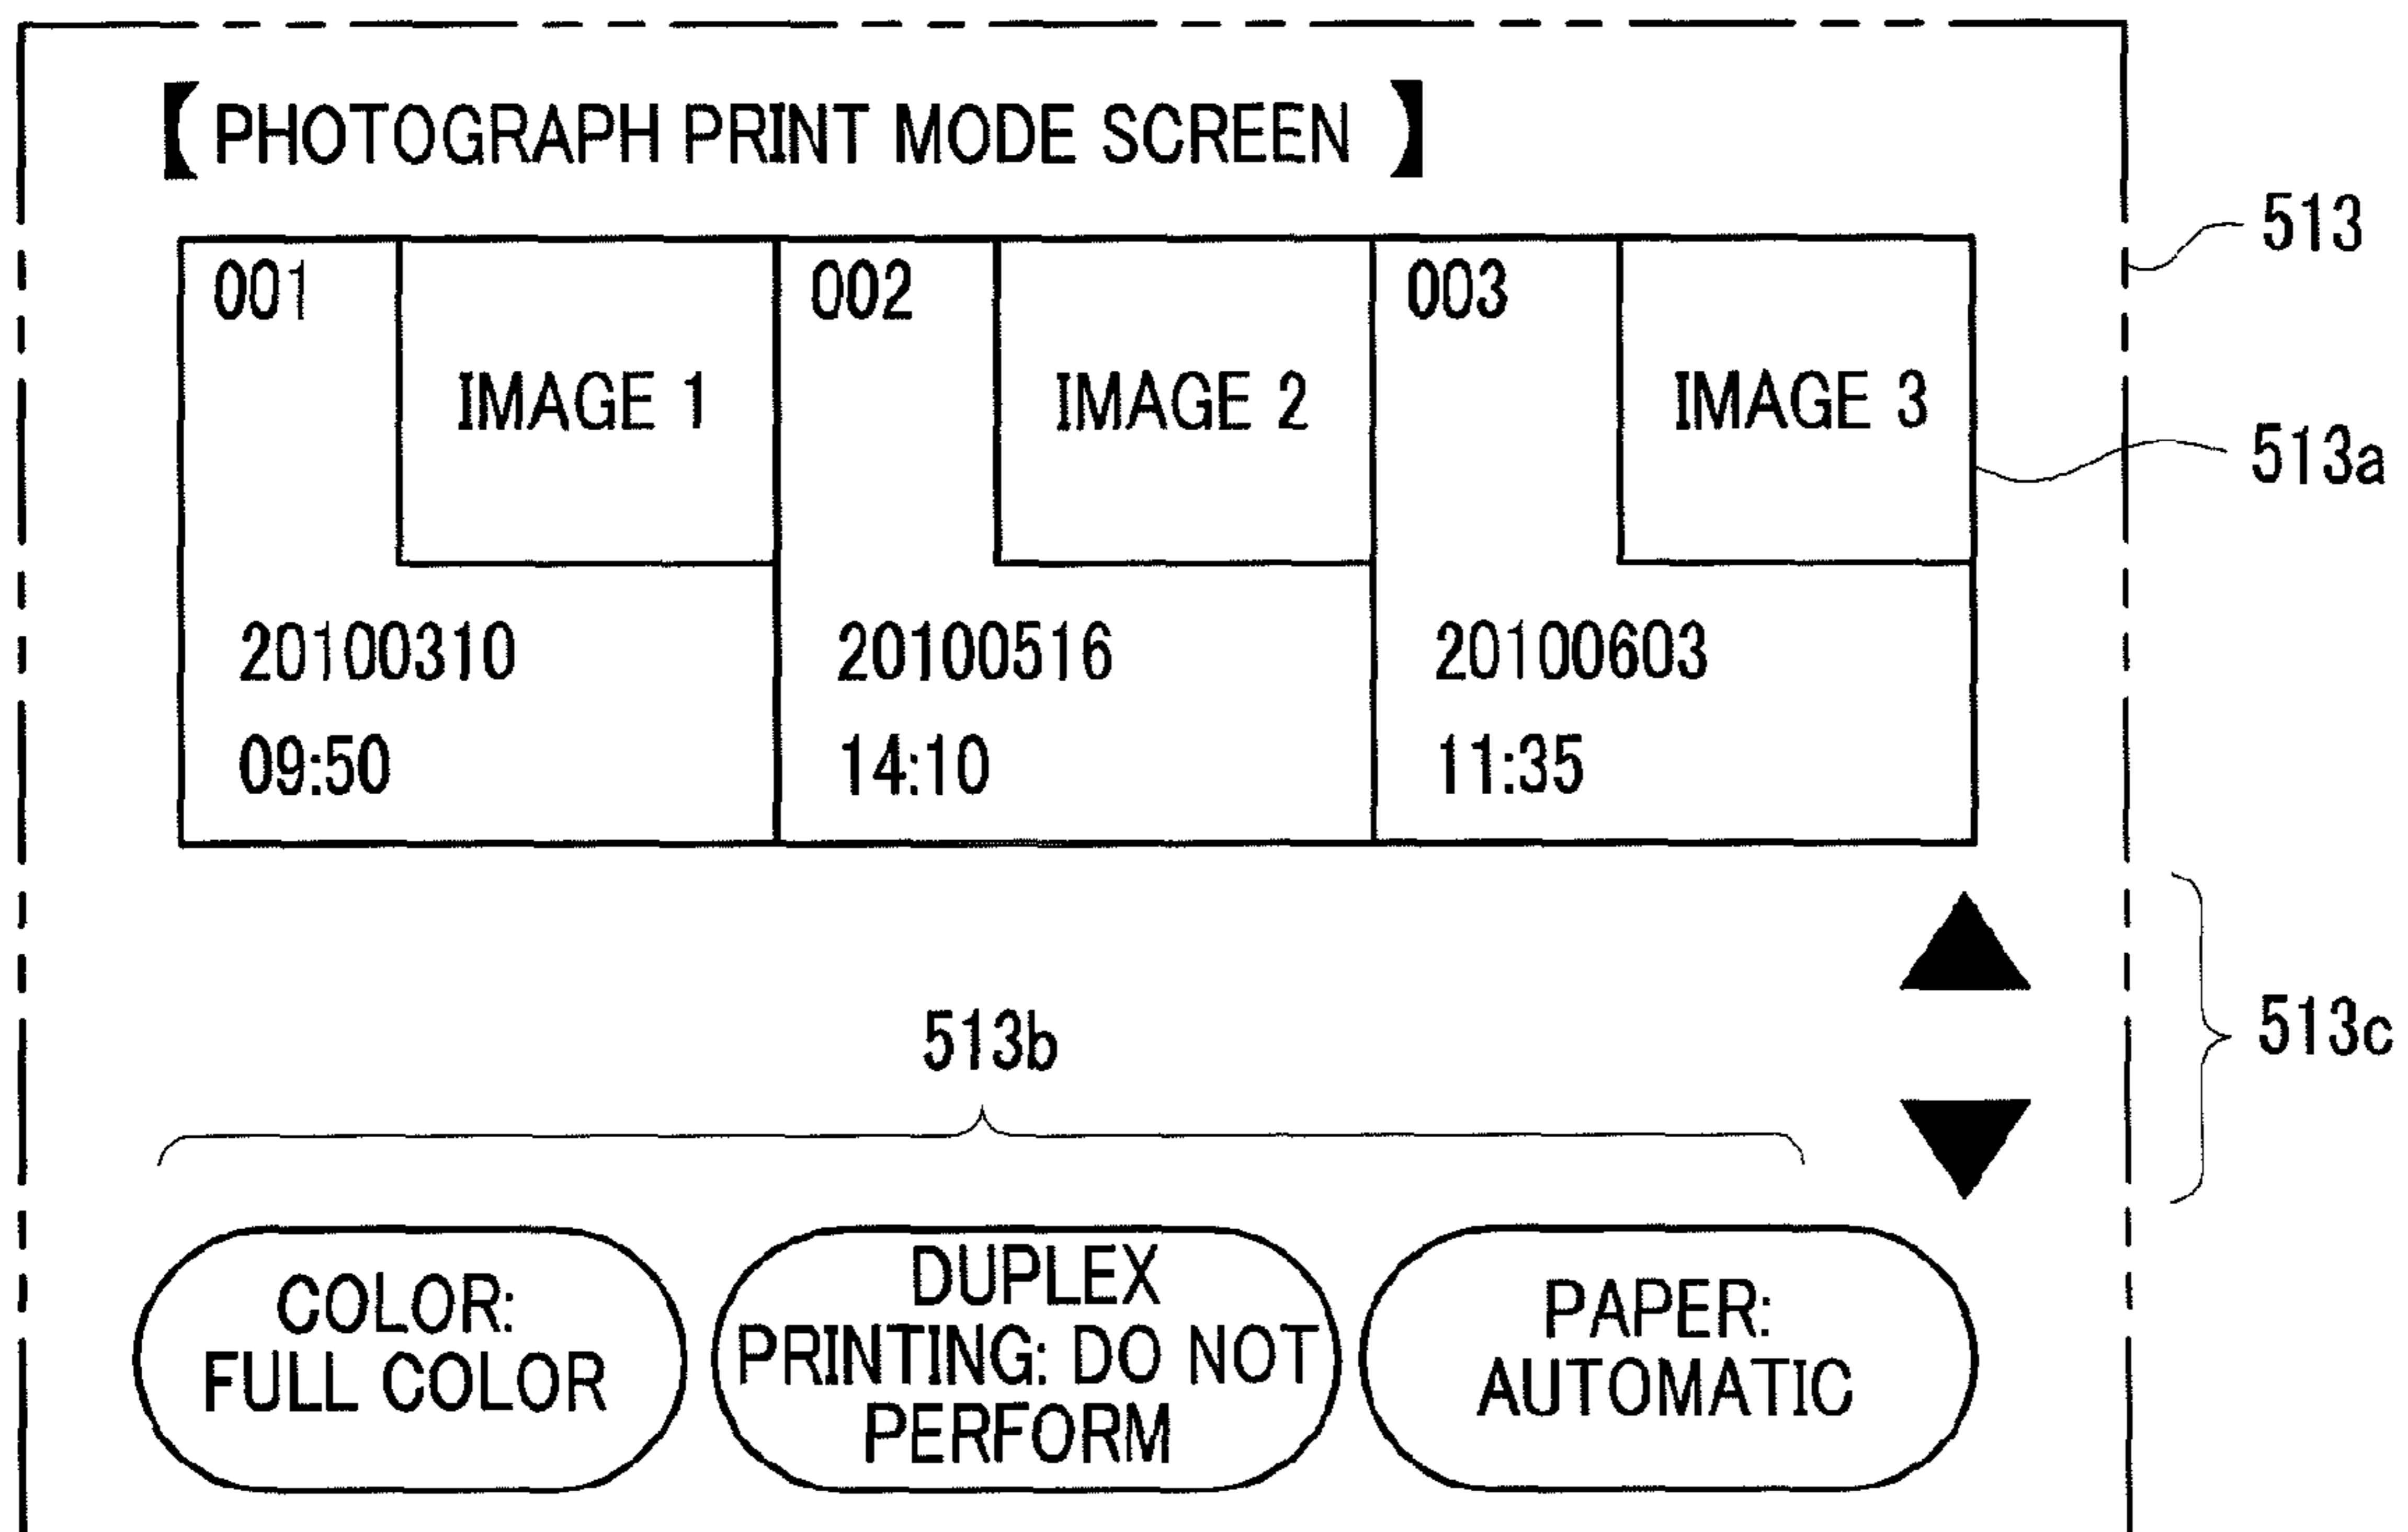 【 PHOTOGRAPH PRINT MODE SCREEN 】
513
001
IMAGE 1
20100310
09:50
002
IMAGE 2
20100516
14:10
003
IMAGE 3
20100603
11:35
513a
513c
513b
COLOR:
FULL COLOR
DUPLEX
PRINTING: DO NOT
PERFORM
PAPER:
AUTOMATIC